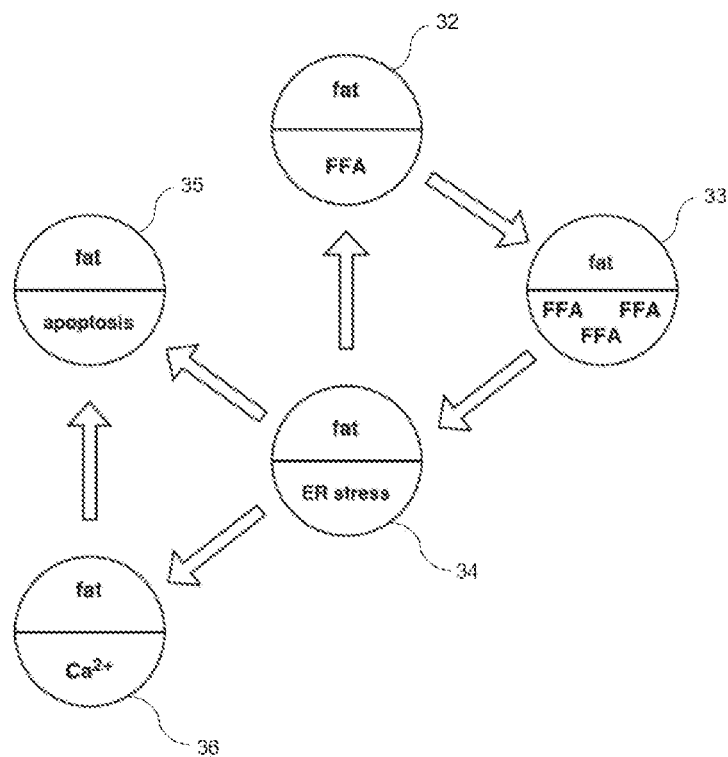 32
fat
FFA
33
fat
FFA FFA
FFA
35
fat
apoptosis
34
fat
ER stress
36
fat
Ca²⁺